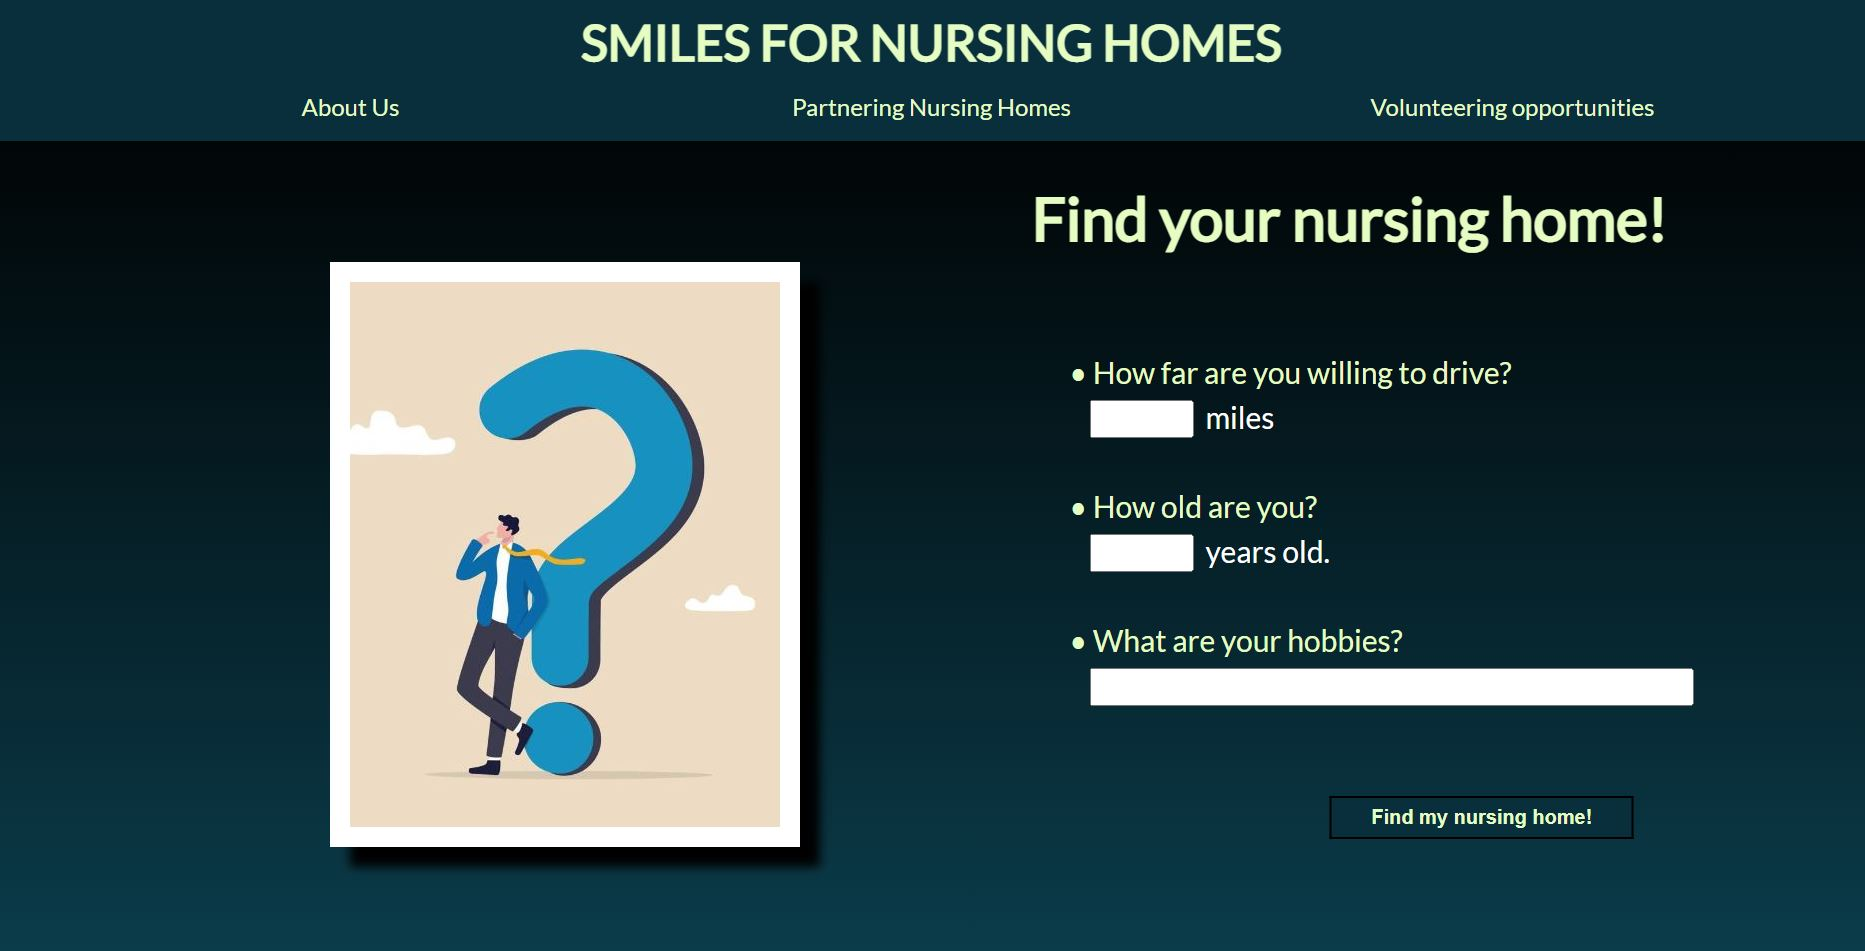 SMILES FOR NURSING HOMES
About Us
Partnering Nursing Homes
Volunteering opportunities
Find your nursing home!
• How far are you willing to drive?
miles
• How old are you?
years old.
• What are your hobbies?
Find my nursing home!